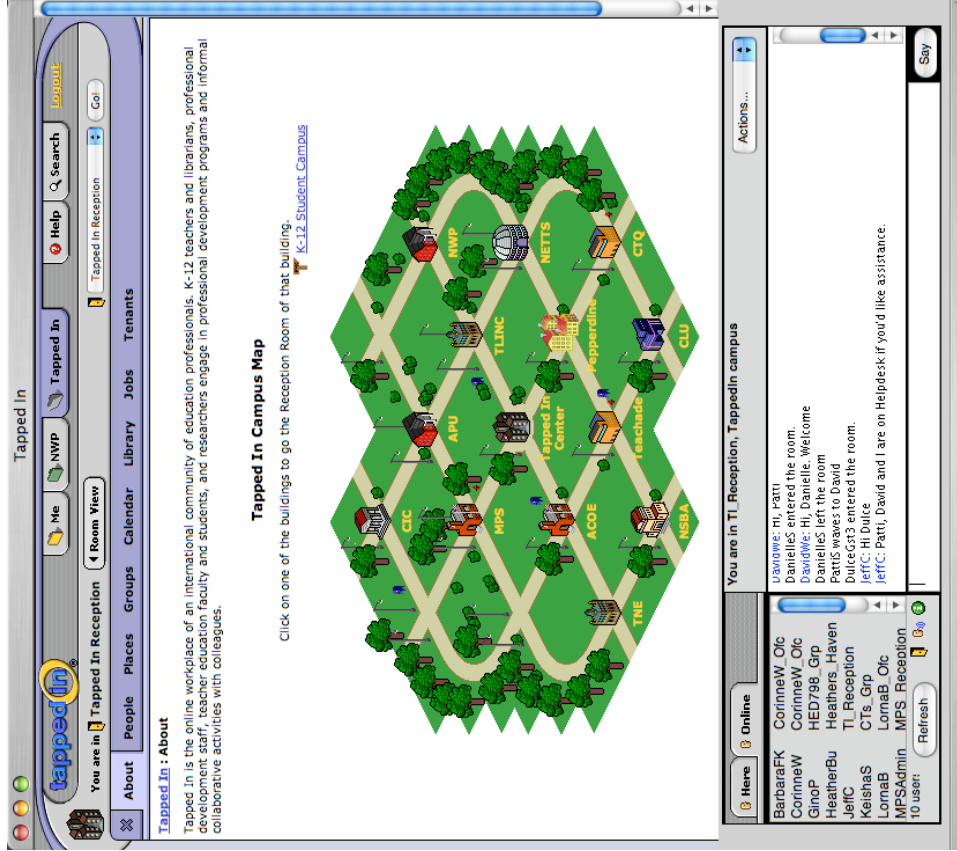 Tapped In
tapped in®
Me
NWP
Tapped In
Help
Search
Logout
You are in Tapped In Reception
Room View
Tapped In Reception
Go!
About
People
Places
Groups
Calendar
Library
Jobs
Tenants
Tapped In : About
Tapped In is the online workplace of an international community of education professionals. K-12 teachers and librarians, professional
development staff, teacher education faculty and students, and researchers engage in professional development programs and informal
collaborative activities with colleagues.
Tapped In Campus Map
Click on one of the buildings to go the Reception Room of that building.
K-12 Student Campus
CIC
APU
NWP
MPS
TLINC
NETTS
ACOE
Tapped In
Center
Pepperdine
CTQ
TNE
NSBA
Teachade
CLU
Here
Online
BarbaraFK CorinneW_Ofc
CorinneW CorinneW_Ofc
GinoP HED798_Grp
HeatherBu Heathers_Haven
JeffC TI_Reception
KeishaS CTs_Grp
LornaB LornaB_Ofc
MPSAdmin MPS_Reception
10 user:
Refresh
You are in TI_Reception, TappedIn campus
Actions...
DavidWe: Hi, Patti
DanielleS entered the room.
DavidWe: Hi, Danielle. Welcome
DanielleS left the room
PattiS waves to David
DulceGst3 entered the room.
JeffC: Hi Dulce
JeffC: Patti, David and I are on Helpdesk if you'd like assistance.
Say